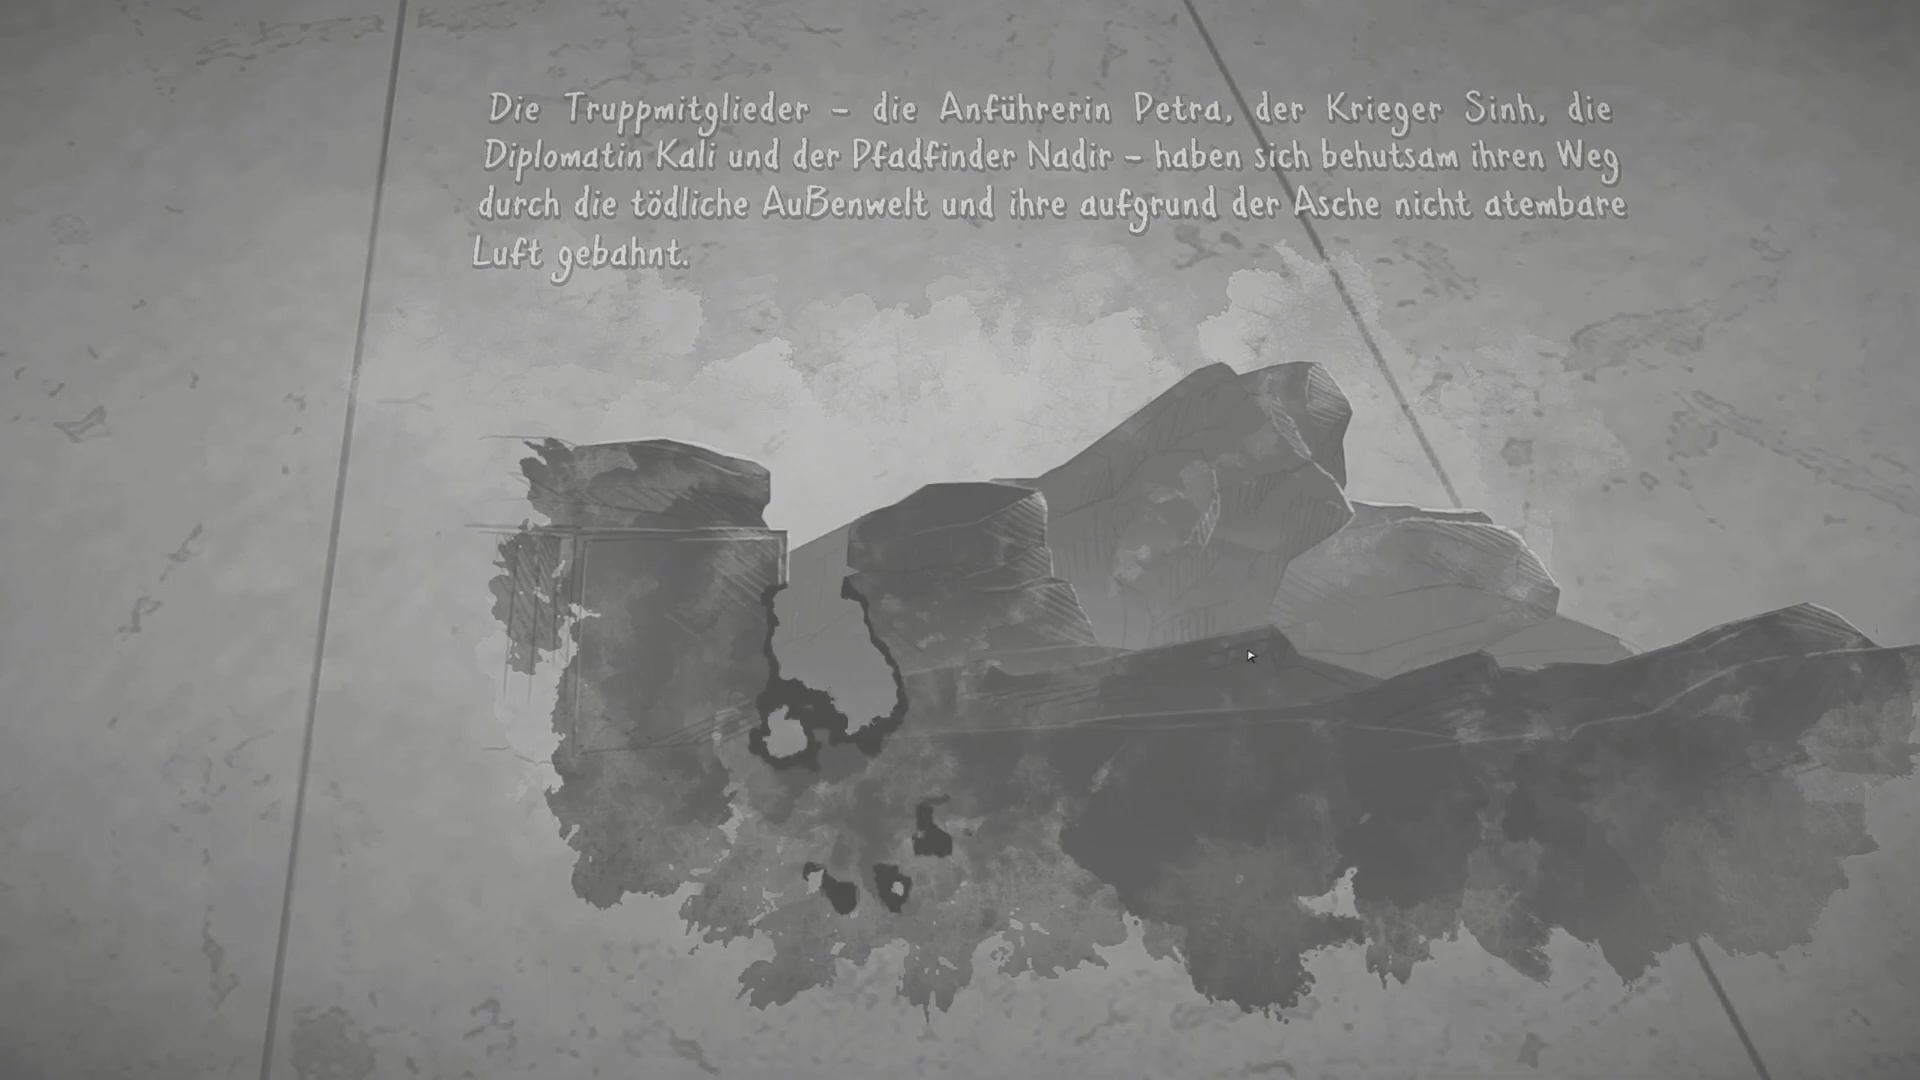 Die Truppmitglieder – die Anführerin Petra, der Krieger Sinh, die
Diplomatin Kali und der Pfadfinder Nadir – haben sich behutsam ihren Weg
durch die tödliche Außenwelt und ihre aufgrund der Asche nicht atembare
Luft gebahnt.